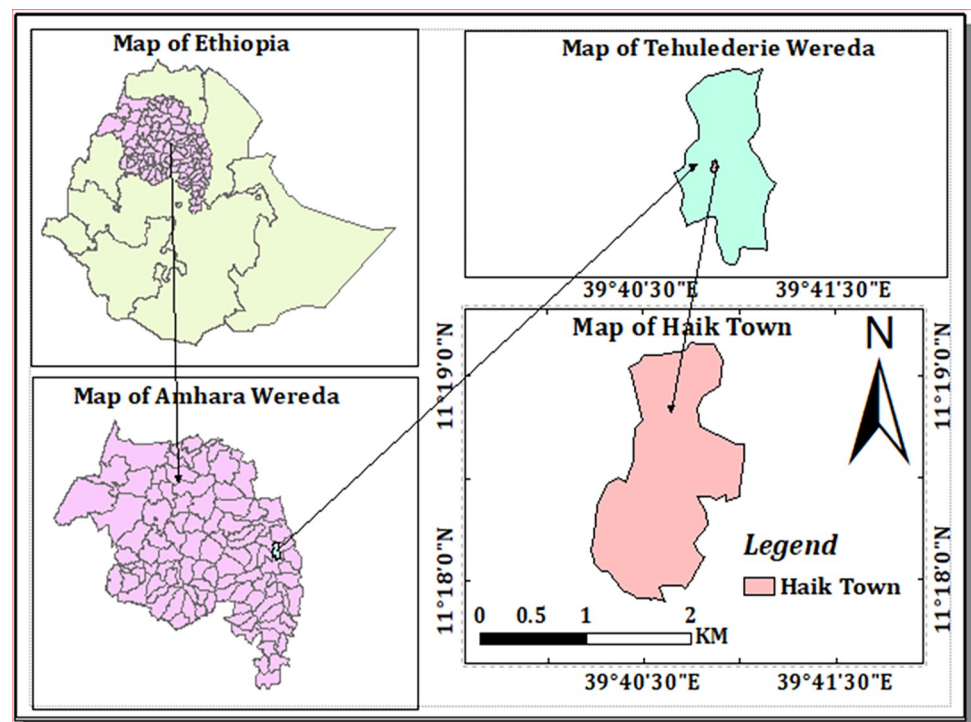 Map of Ethiopia
Map of Tehulederie Wereda
39°40'30"E 39°41'30"E
Map of Amhara Wereda
Map of Haik Town
N
11°19'0"N
11°19'0"N
11°18'0"N
11°18'0"N
Legend
Haik Town
0 0.5 1 2
KM
39°40'30"E 39°41'30"E